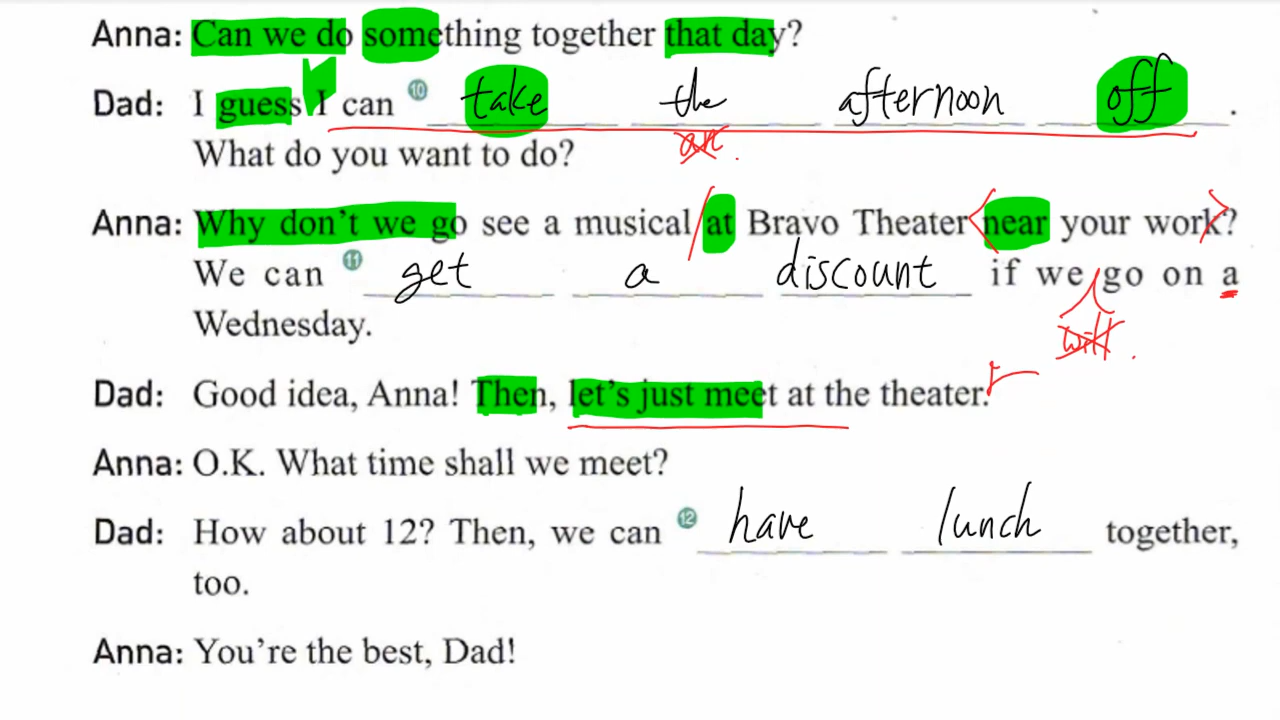 Anna: Can we do something together that day?
Dad: I guess I can ⑩ take the afternoon off.
an.
What do you want to do?
Anna: Why don't we go see a musical at Bravo Theater near your work?
We can ⑪ get a discount if we go on a
Wednesday.
will.
Dad: Good idea, Anna! Then, let's just meet at the theater.
Anna: O.K. What time shall we meet?
Dad: How about 12? Then, we can ⑫ have lunch together,
too.
Anna: You're the best, Dad!